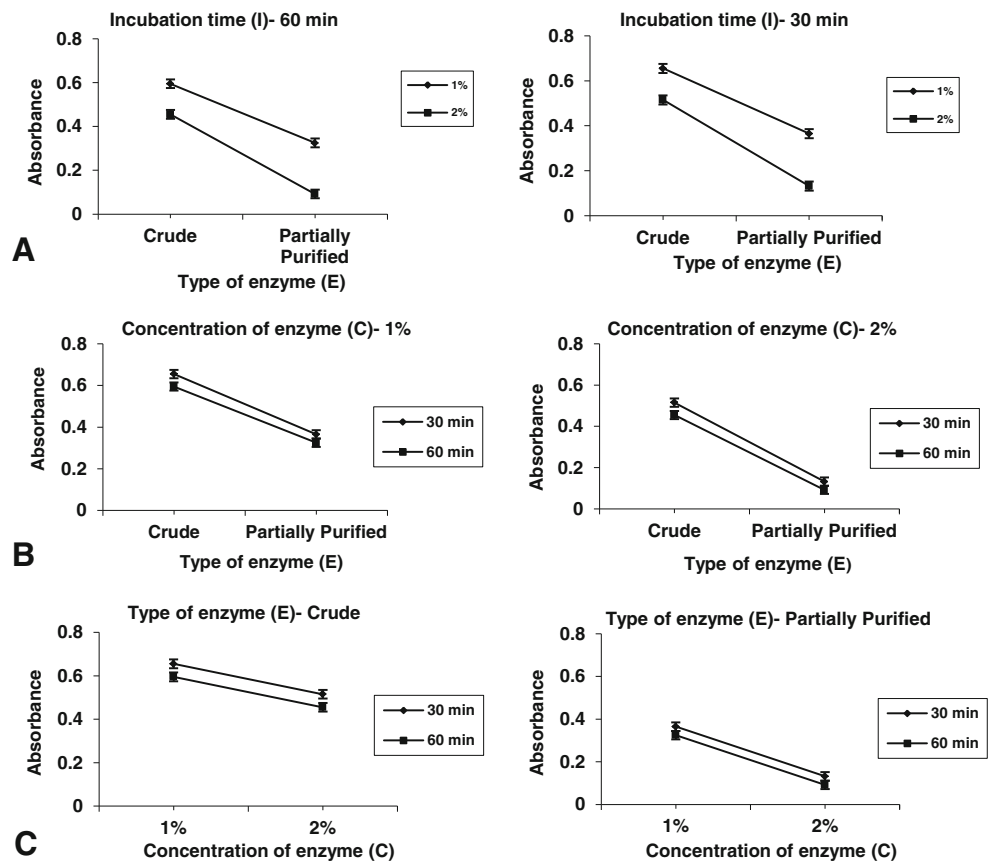 Incubation time (I)- 60 min
0.8
0.6
0.4
0.2
0
Absorbance
1%
2%
Crude
Partially
Purified
Type of enzyme (E)
Incubation time (I)- 30 min
0.8
0.6
0.4
0.2
0
Absorbance
1%
2%
Crude
Partially Purified
Type of enzyme (E)
A
Concentration of enzyme (C)- 1%
0.8
0.6
0.4
0.2
0
Absorbance
30 min
60 min
Crude
Partially Purified
Type of enzyme (E)
Concentration of enzyme (C)- 2%
0.8
0.6
0.4
0.2
0
Absorbance
30 min
60 min
Crude
Partially Purified
Type of enzyme (E)
B
Type of enzyme (E)- Crude
0.8
0.6
0.4
0.2
0
Absorbance
30 min
60 min
1%
2%
Concentration of enzyme (C)
Type of enzyme (E)- Partially Purified
0.8
0.6
0.4
0.2
0
Absorbance
30 min
60 min
1%
2%
Concentration of enzyme (C)
C